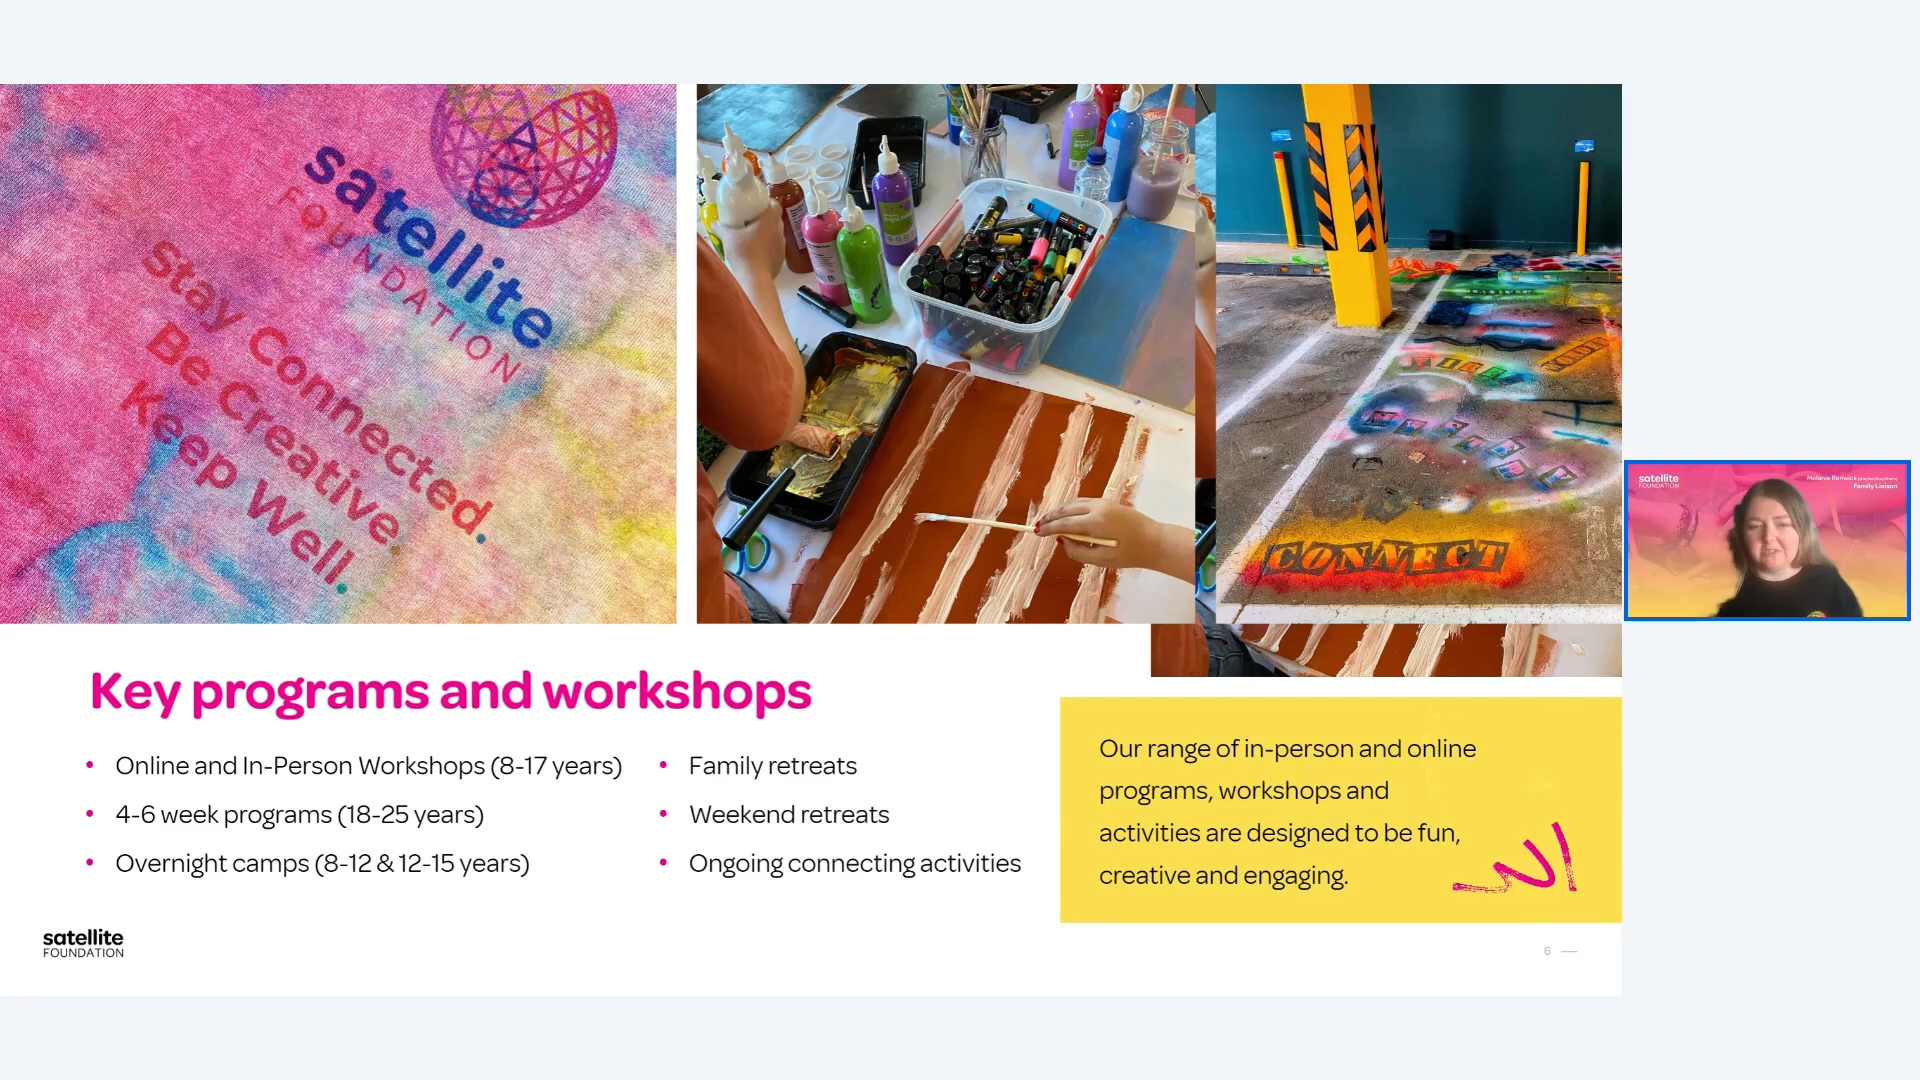 satellite
FOUNDATION
Stay Connected.
Be Creative.
Keep Well.
CONNECT
satellite
FOUNDATION
Melanie Renwick
Family Liaison
Key programs and workshops
• Online and In-Person Workshops (8-17 years)
• 4-6 week programs (18-25 years)
• Overnight camps (8-12 & 12-15 years)
• Family retreats
• Weekend retreats
• Ongoing connecting activities
Our range of in-person and online
programs, workshops and
activities are designed to be fun,
creative and engaging.
satellite
FOUNDATION
6